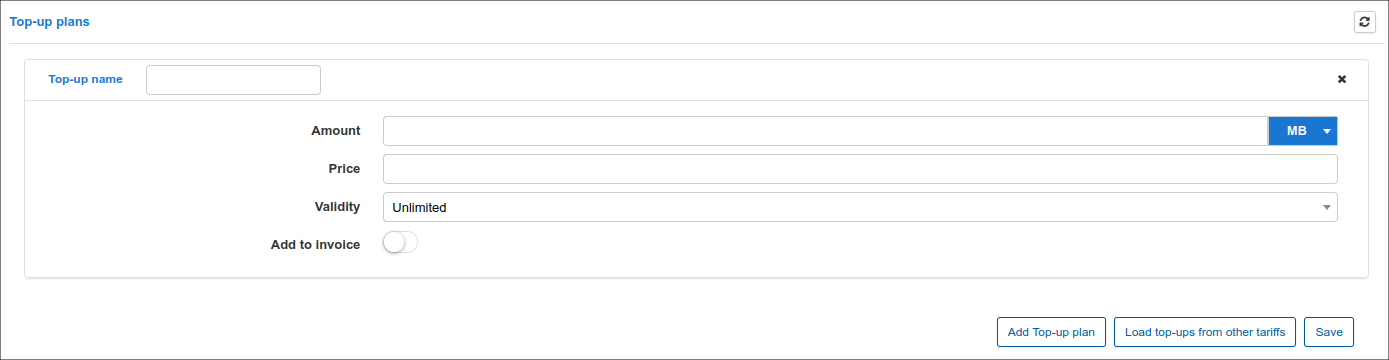 Top-up plans
Top-up name
Amount MB
Price
Validity Unlimited
Add to invoice
Add Top-up plan Load top-ups from other tariffs Save